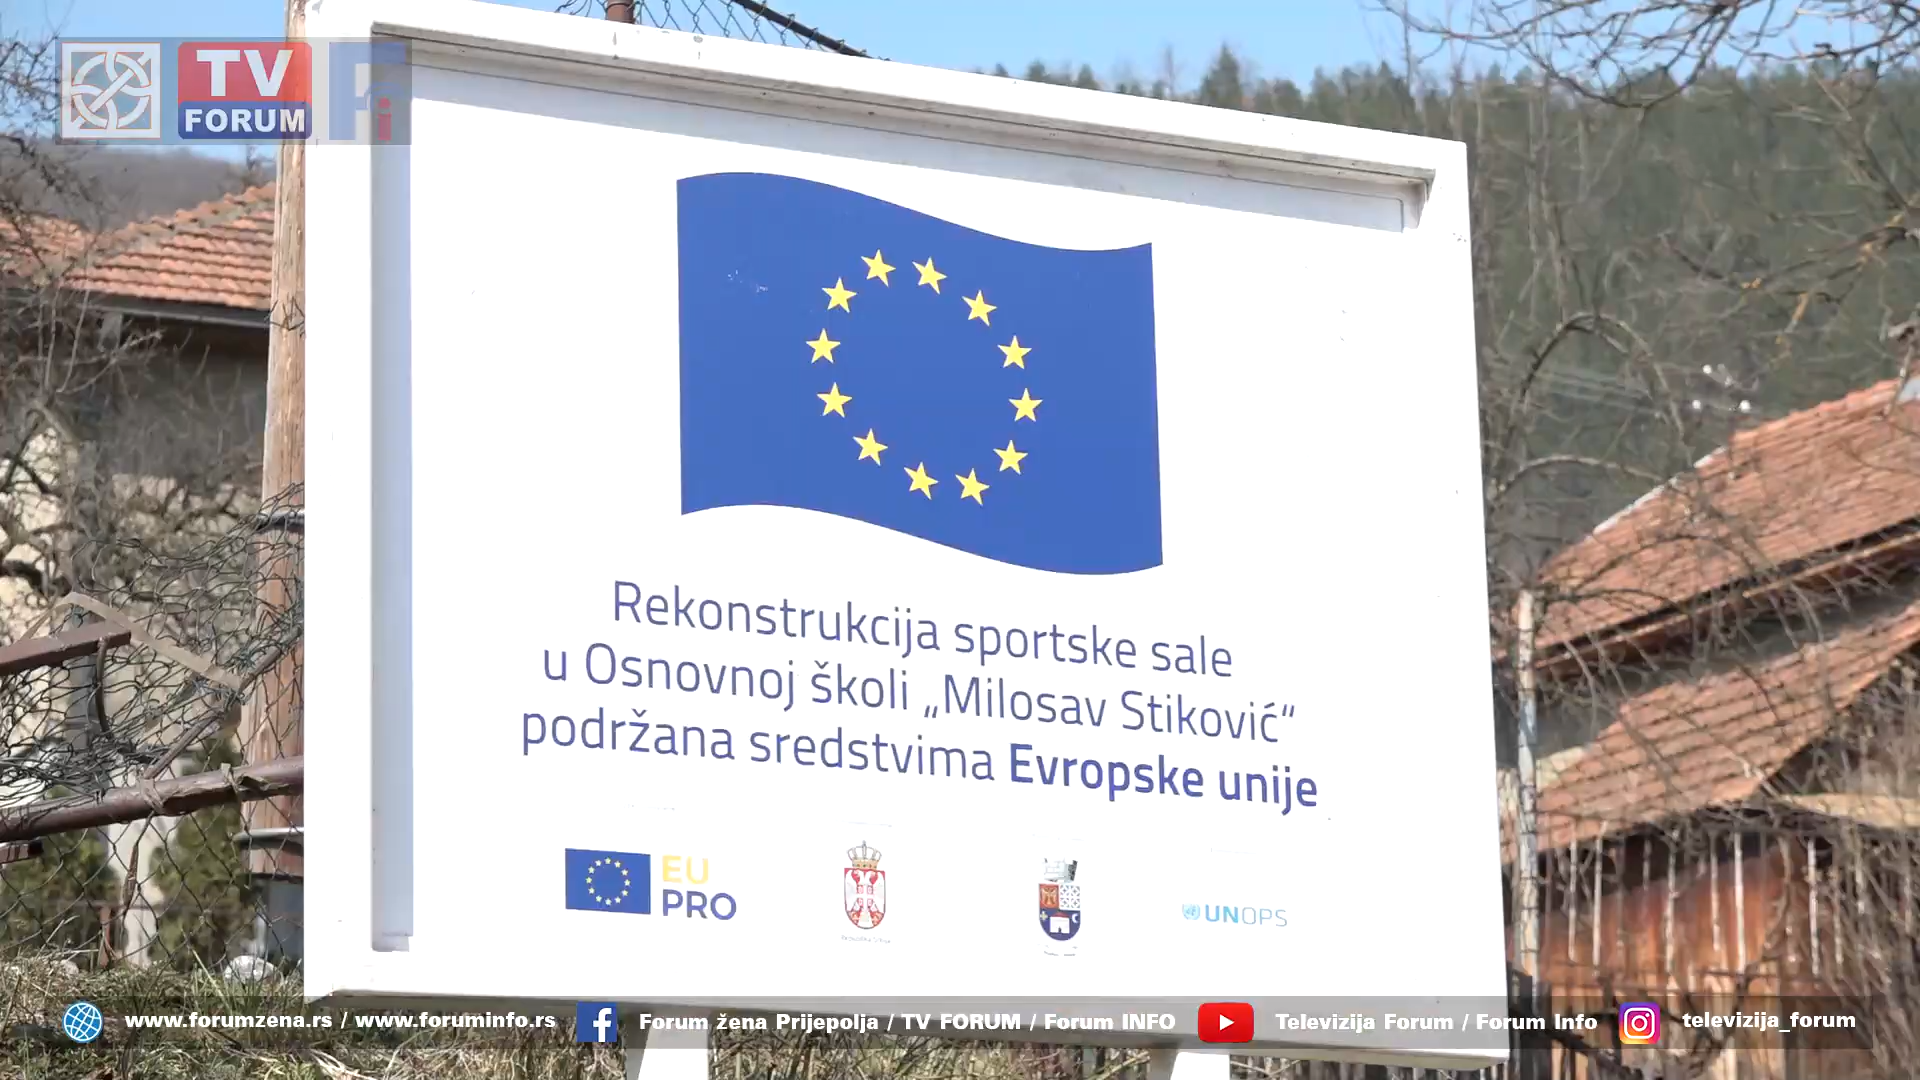 TV
FORUM
Fi
Rekonstrukcija sportske sale
u Osnovnoj školi „Milosav Stiković“
podržana sredstvima Evropske unije
EU
PRO
UNOPS
www.forumzena.rs / www.foruminfo.rs
Forum žena Prijepolja / TV FORUM / Forum INFO
Televizija Forum / Forum Info
televizija_forum